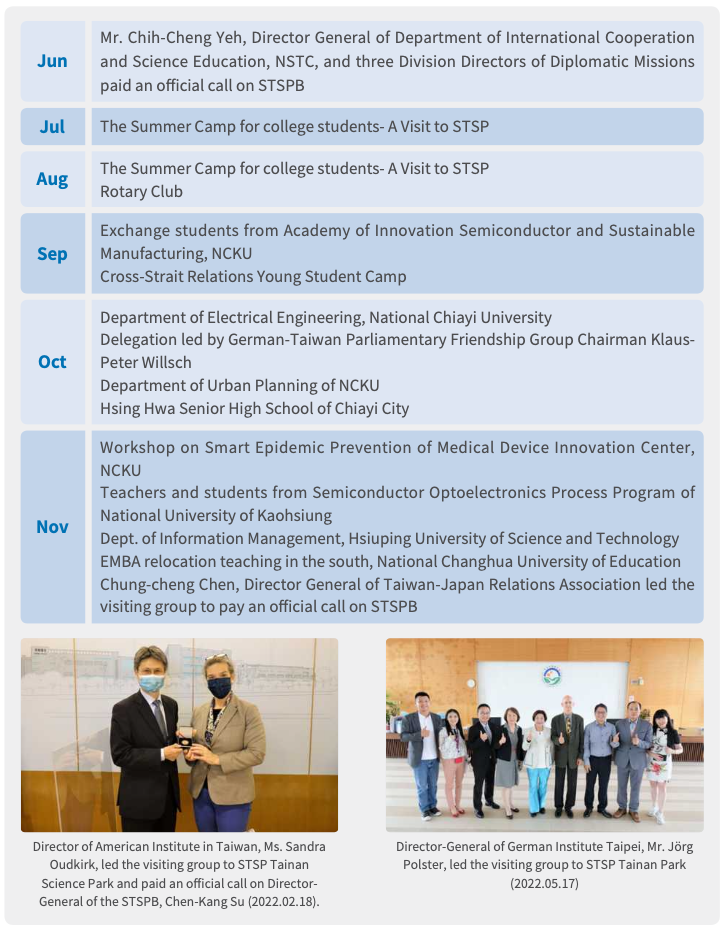 Jun
Mr. Chih-Cheng Yeh, Director General of Department of International Cooperation
and Science Education, NSTC, and three Division Directors of Diplomatic Missions
paid an official call on STSPB
Jul
The Summer Camp for college students- A Visit to STSP
Aug
The Summer Camp for college students- A Visit to STSP
Rotary Club
Sep
Exchange students from Academy of Innovation Semiconductor and Sustainable
Manufacturing, NCKU
Cross-Strait Relations Young Student Camp
Oct
Department of Electrical Engineering, National Chiayi University
Delegation led by German-Taiwan Parliamentary Friendship Group Chairman Klaus-
Peter Willsch
Department of Urban Planning of NCKU
Hsing Hwa Senior High School of Chiayi City
Nov
Workshop on Smart Epidemic Prevention of Medical Device Innovation Center,
NCKU
Teachers and students from Semiconductor Optoelectronics Process Program of
National University of Kaohsiung
Dept. of Information Management, Hsiuping University of Science and Technology
EMBA relocation teaching in the south, National Changhua University of Education
Chung-cheng Chen, Director General of Taiwan-Japan Relations Association led the
visiting group to pay an official call on STSPB
Director of American Institute in Taiwan, Ms. Sandra
Oudkirk, led the visiting group to STSP Tainan
Science Park and paid an official call on Director-
General of the STSPB, Chen-Kang Su (2022.02.18).
Director-General of German Institute Taipei, Mr. Jörg
Polster, led the visiting group to STSP Tainan Park
(2022.05.17)